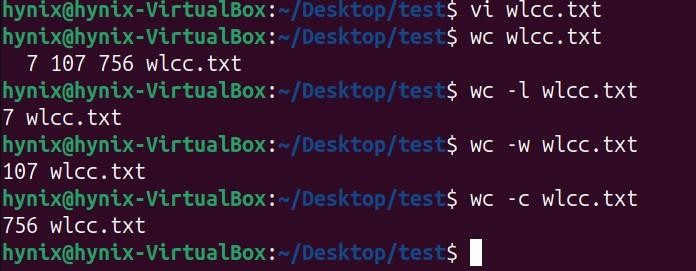 hynix@hynix-VirtualBox:~/Desktop/test$ vi wlcc.txt
hynix@hynix-VirtualBox:~/Desktop/test$ wc wlcc.txt
  7 107 756 wlcc.txt
hynix@hynix-VirtualBox:~/Desktop/test$ wc -l wlcc.txt
7 wlcc.txt
hynix@hynix-VirtualBox:~/Desktop/test$ wc -w wlcc.txt
107 wlcc.txt
hynix@hynix-VirtualBox:~/Desktop/test$ wc -c wlcc.txt
756 wlcc.txt
hynix@hynix-VirtualBox:~/Desktop/test$